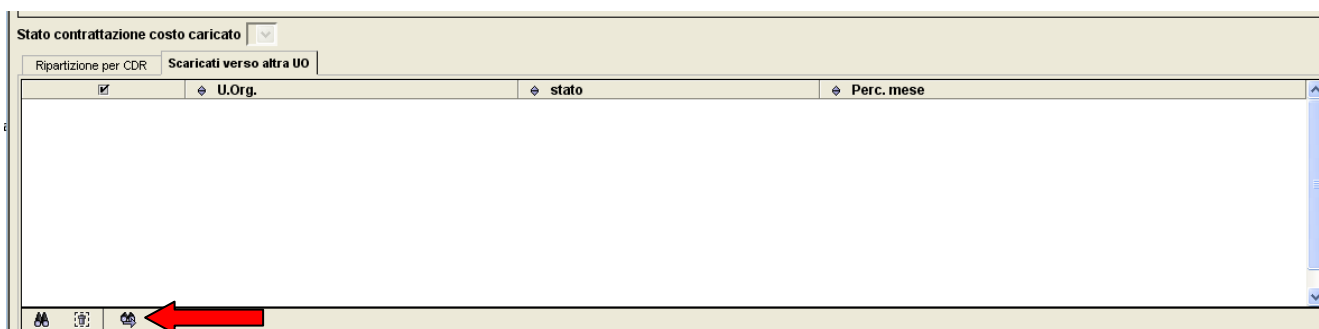 Stato contrattazione costo caricato
Ripartizione per CDR Scaricati verso altra UO
U.Org. stato Perc. mese